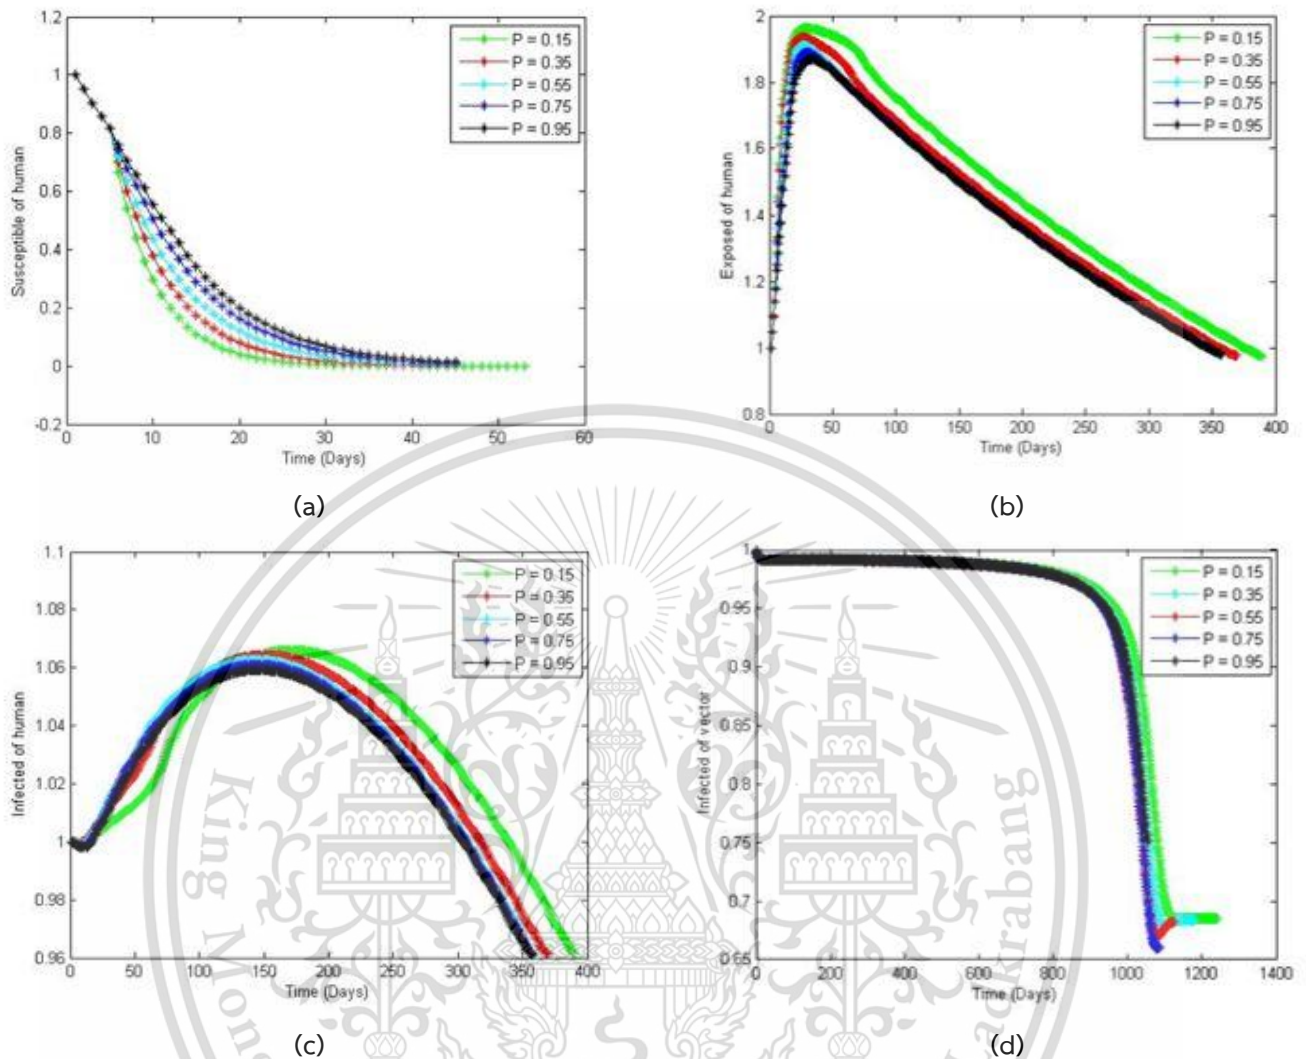 1.2
1
0.8
0.6
0.4
0.2
0
-0.2
Susceptible of human
P = 0.15
P = 0.35
P = 0.55
P = 0.75
P = 0.95
0 10 20 30 40 50 60
Time (Days)
(a)
2
1.8
1.6
1.4
1.2
1
0.8
Exposed of human
P = 0.15
P = 0.35
P = 0.55
P = 0.75
P = 0.95
0 50 100 150 200 250 300 350 400
Time (Days)
(b)
1.1
1.08
1.06
1.04
1.02
1
0.98
0.96
Infected of human
P = 0.15
P = 0.35
P = 0.55
P = 0.75
P = 0.95
0 50 100 150 200 250 300 350 400
Time (Days)
(c)
1
0.95
0.9
0.85
0.8
0.75
0.7
0.65
Infected of vector
P = 0.15
P = 0.35
P = 0.55
P = 0.75
P = 0.95
0 200 400 600 800 1000 1200 1400
Time (Days)
(d)
King Mong
adkrabang